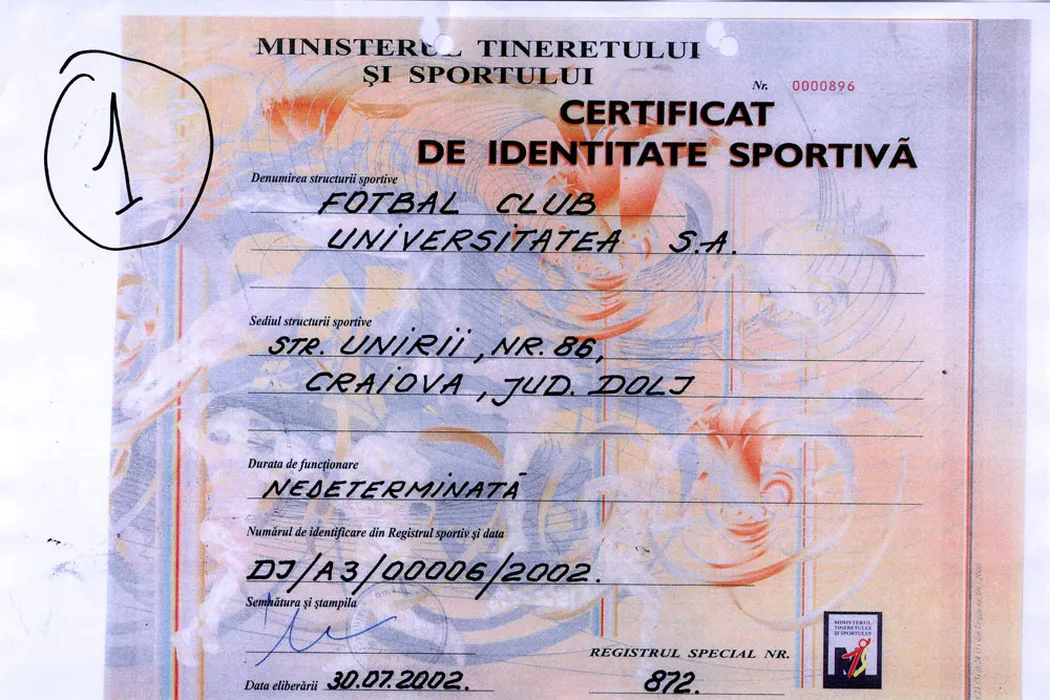 1
MINISTERUL TINERETULUI
ŞI SPORTULUI
Nr. 0000896
CERTIFICAT
DE IDENTITATE SPORTIVĂ
Denumirea structurii sportive
FOTBAL CLUB
UNIVERSITATEA S.A.
Sediul structurii sportive
STR. UNIRII, NR. 86,
CRAIOVA, JUD. DOLJ
Durata de funcţionare
NEDETERMINATĂ
Numărul de identificare din Registrul sportiv şi data
DJ/A3/00006/2002.
Semnătura şi ştampila
REGISTRUL SPECIAL NR.
MINISTERUL
TINERETULUI
ŞI SPORTULUI
Data eliberării 30.07.2002.
872.